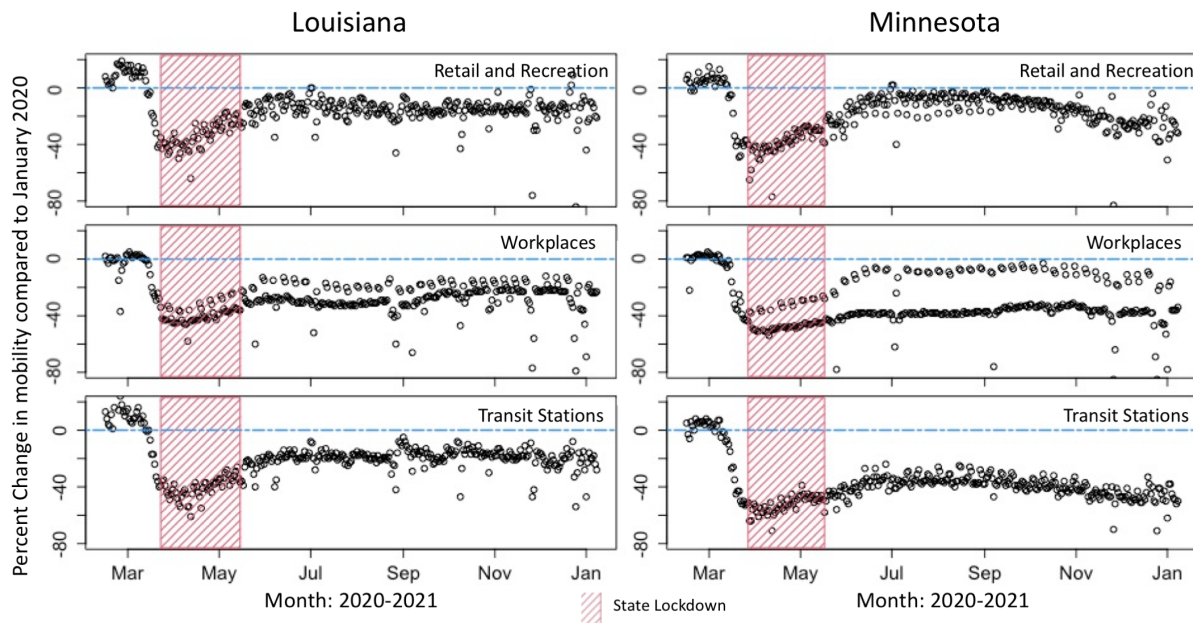 Louisiana
Minnesota
Percent Change in mobility compared to January 2020
0
-40
-80
Retail and Recreation
0
-40
-80
Retail and Recreation
Mar May Jul Sep Nov Jan
Mar May Jul Sep Nov Jan
0
-40
-80
Workplaces
0
-40
-80
Workplaces
0
-40
-80
Transit Stations
0
-40
-80
Transit Stations
Month: 2020-2021
Month: 2020-2021
State Lockdown